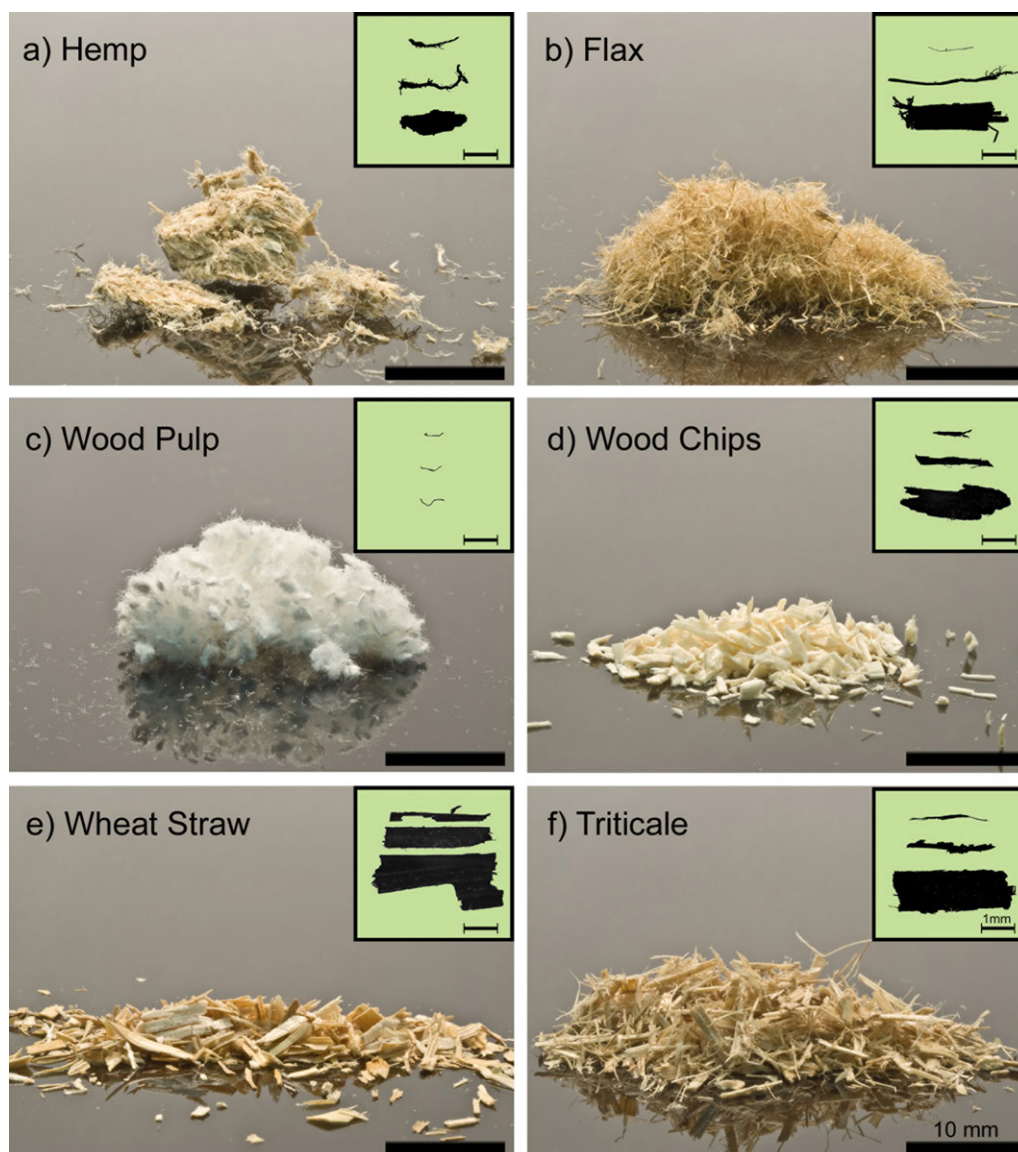 a) Hemp
b) Flax
c) Wood Pulp
d) Wood Chips
e) Wheat Straw
f) Triticale
1mm
10 mm